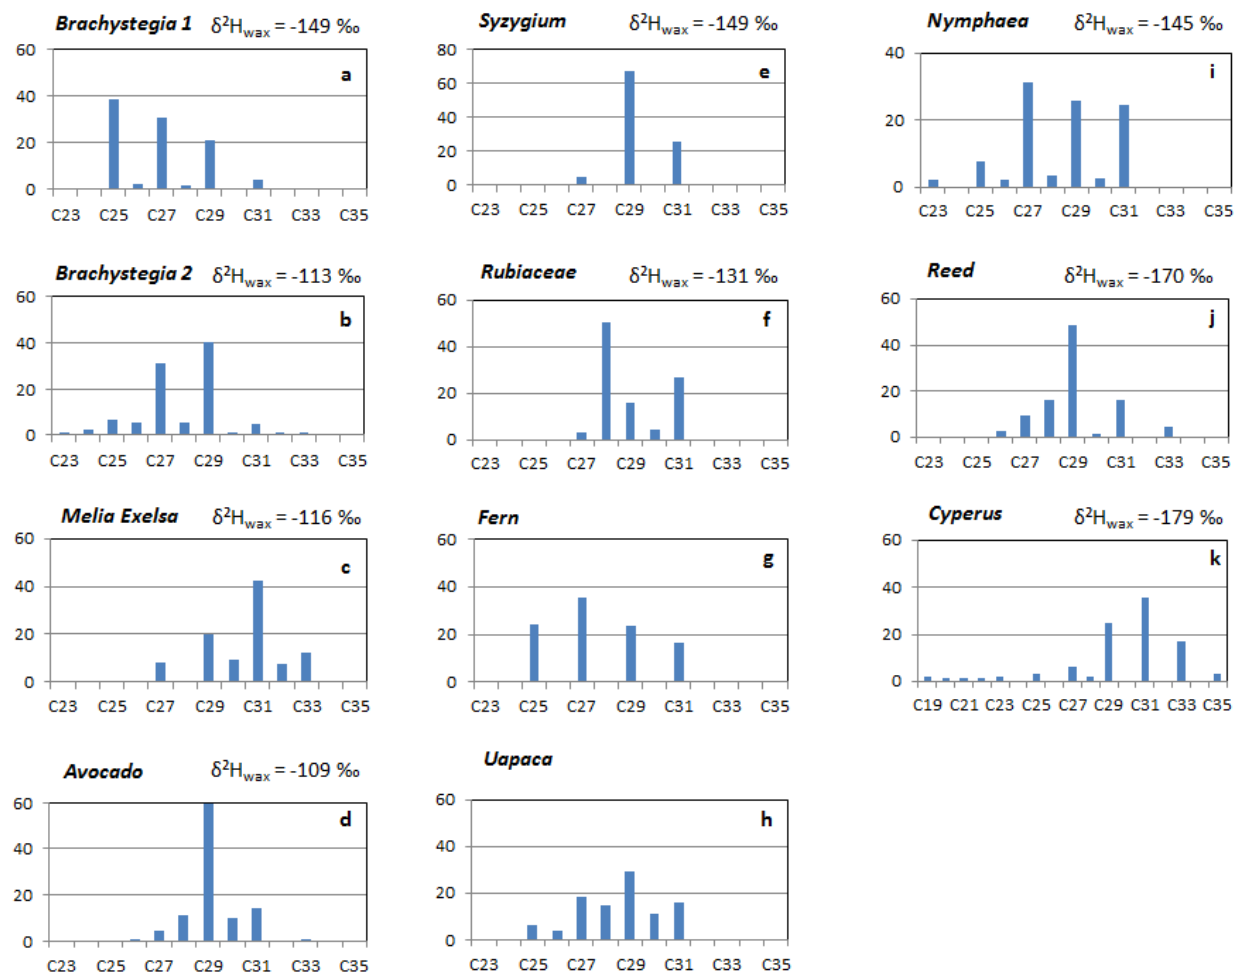 Brachystegia 1 δ²Hwax = -149 ‰
a
60
40
20
0
C23 C25 C27 C29 C31 C33 C35
Brachystegia 2 δ²Hwax = -113 ‰
b
60
40
20
0
C23 C25 C27 C29 C31 C33 C35
Melia Exelsa δ²Hwax = -116 ‰
c
60
40
20
0
C23 C25 C27 C29 C31 C33 C35
Avocado δ²Hwax = -109 ‰
d
60
40
20
0
C23 C25 C27 C29 C31 C33 C35
Syzygium δ²Hwax = -149 ‰
e
80
60
40
20
0
C23 C25 C27 C29 C31 C33 C35
Rubiaceae δ²Hwax = -131 ‰
f
60
40
20
0
C23 C25 C27 C29 C31 C33 C35
Fern
g
60
40
20
0
C23 C25 C27 C29 C31 C33 C35
Uapaca
h
60
40
20
0
C23 C25 C27 C29 C31 C33 C35
Nymphaea δ²Hwax = -145 ‰
i
40
20
0
C23 C25 C27 C29 C31 C33 C35
Reed δ²Hwax = -170 ‰
j
60
40
20
0
C23 C25 C27 C29 C31 C33 C35
Cyperus δ²Hwax = -179 ‰
k
60
40
20
0
C19 C21 C23 C25 C27 C29 C31 C33 C35